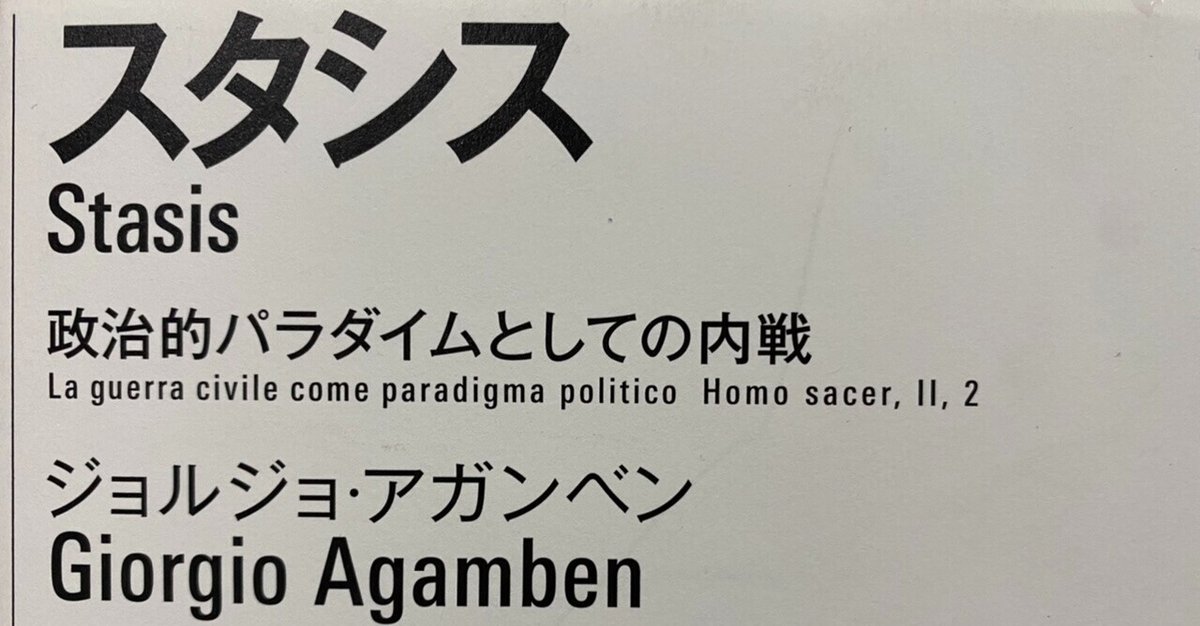 スタシス
Stasis
政治的パラダイムとしての内戦
La guerra civile come paradigma politico Homo sacer, II, 2
ジョルジョ·アガンベン
Giorgio Agamben